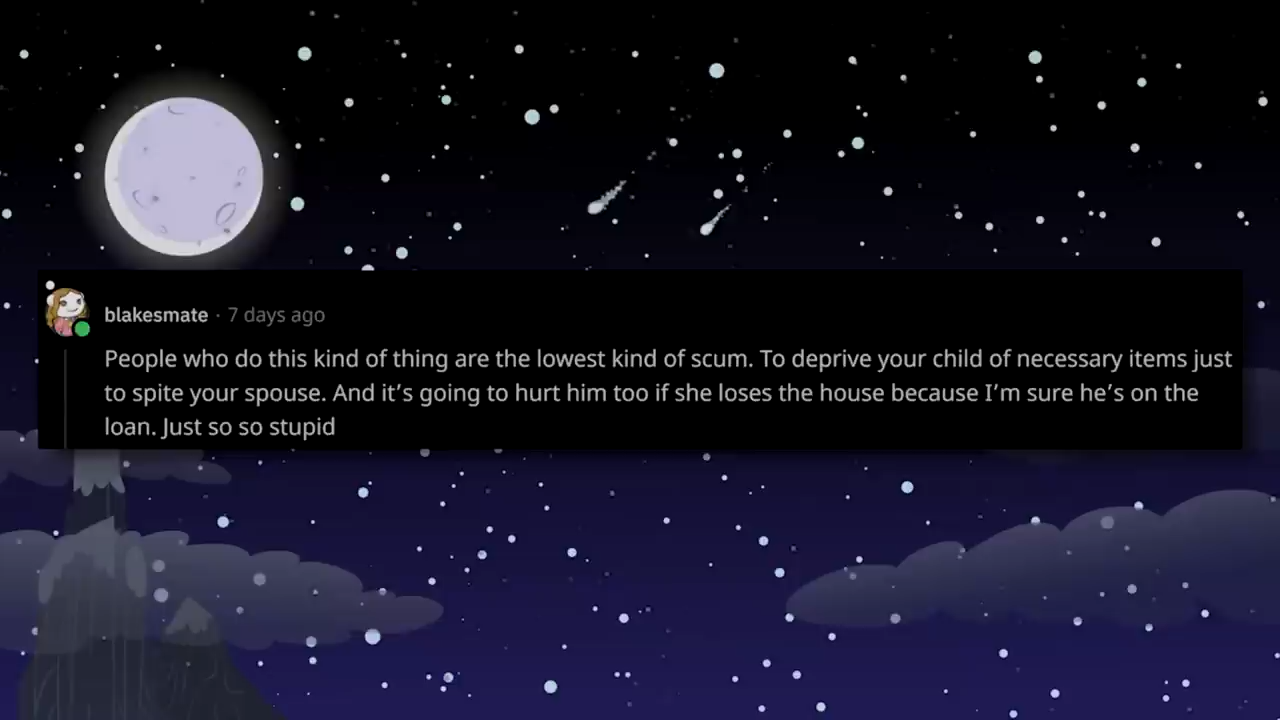 blakesmate · 7 days ago
People who do this kind of thing are the lowest kind of scum. To deprive your child of necessary items just
to spite your spouse. And it’s going to hurt him too if she loses the house because I’m sure he’s on the
loan. Just so so stupid